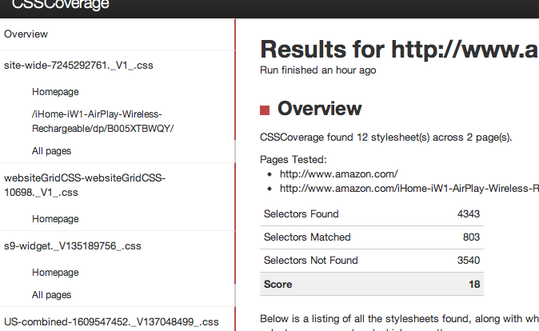 CSSCoverage
Overview
site-wide-7245292761._V1_.css
Homepage
/iHome-iW1-AirPlay-Wireless-
Rechargeable/dp/B005XTBWQY/
All pages
websiteGridCSS-websiteGridCSS-
10698._V1_.css
Homepage
s9-widget._V135189756_.css
Homepage
All pages
US-combined-1609547452._V137048499_.css
Results for http://www.a
Run finished an hour ago
Overview
CSSCoverage found 12 stylesheet(s) across 2 page(s).
Pages Tested:
• http://www.amazon.com/
• http://www.amazon.com/iHome-iW1-AirPlay-Wireless-R
Selectors Found 4343
Selectors Matched 803
Selectors Not Found 3540
Score 18
Below is a listing of all the stylesheets found, along with wh